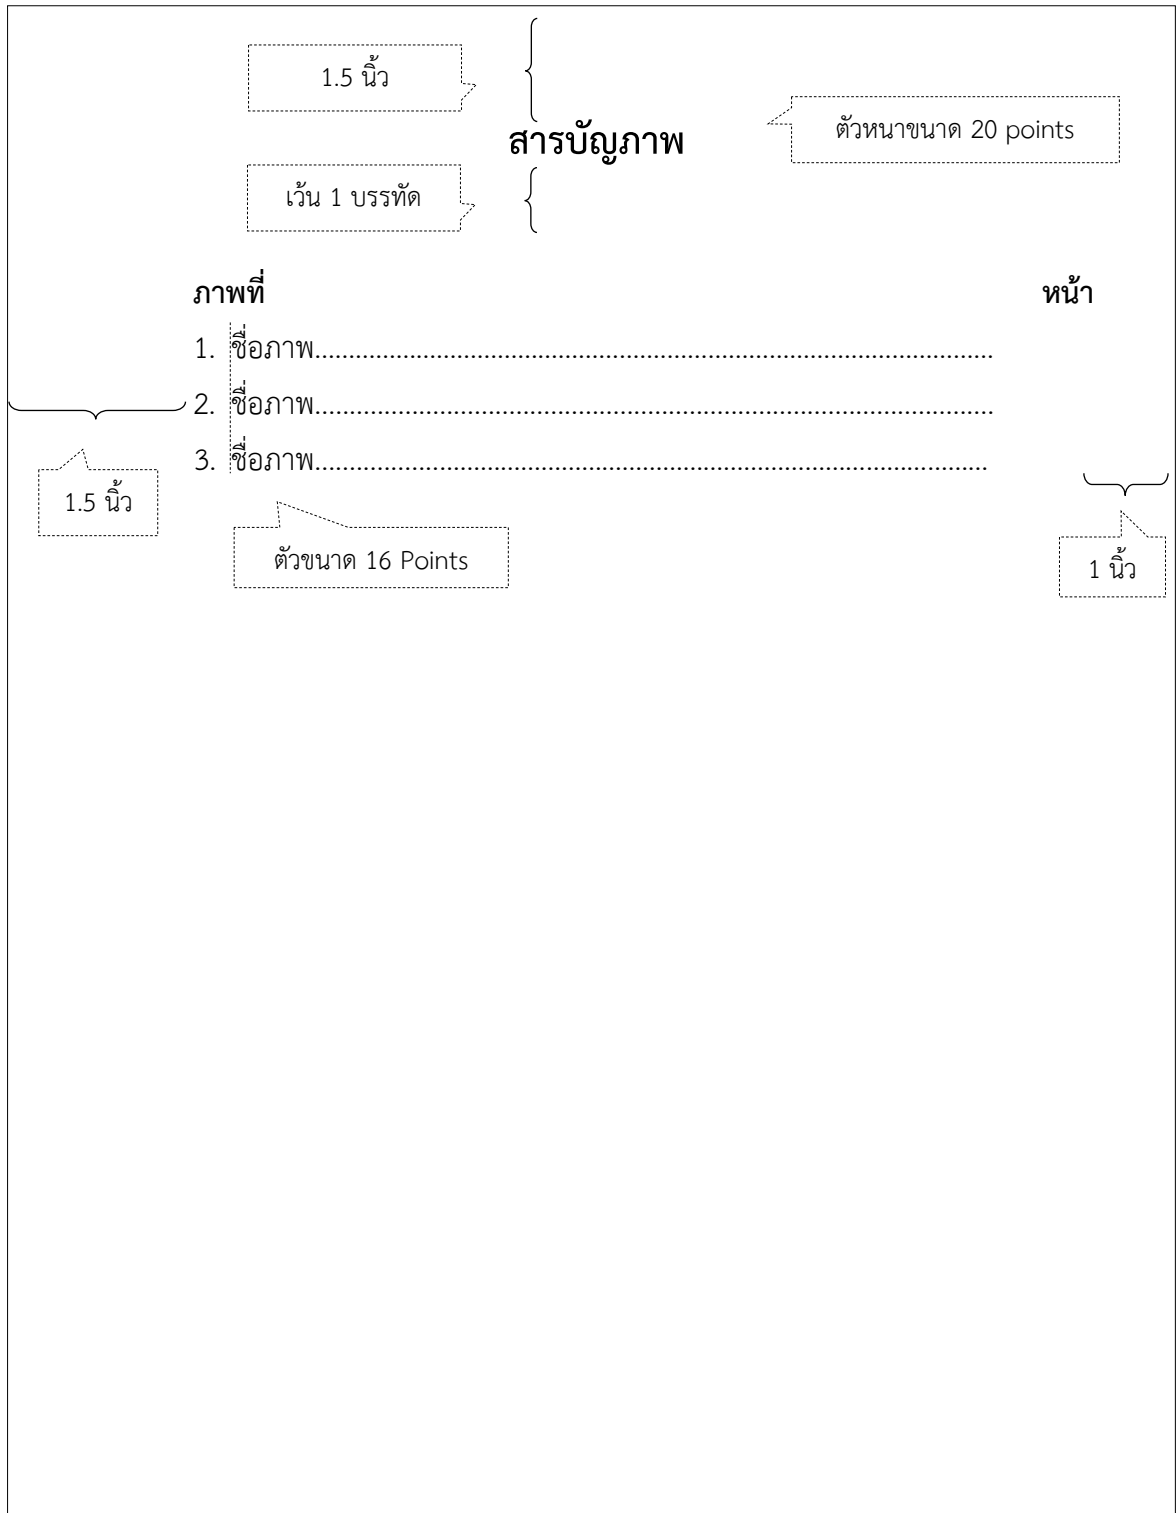 1.5 นิ้ว
ตัวหนาขนาด 20 points
สารบัญภาพ
เว้น 1 บรรทัด
ภาพที่ หน้า
1. ชื่อภาพ....................................................................................................
2. ชื่อภาพ....................................................................................................
3. ชื่อภาพ...................................................................................................
1.5 นิ้ว
ตัวขนาด 16 Points
1 นิ้ว